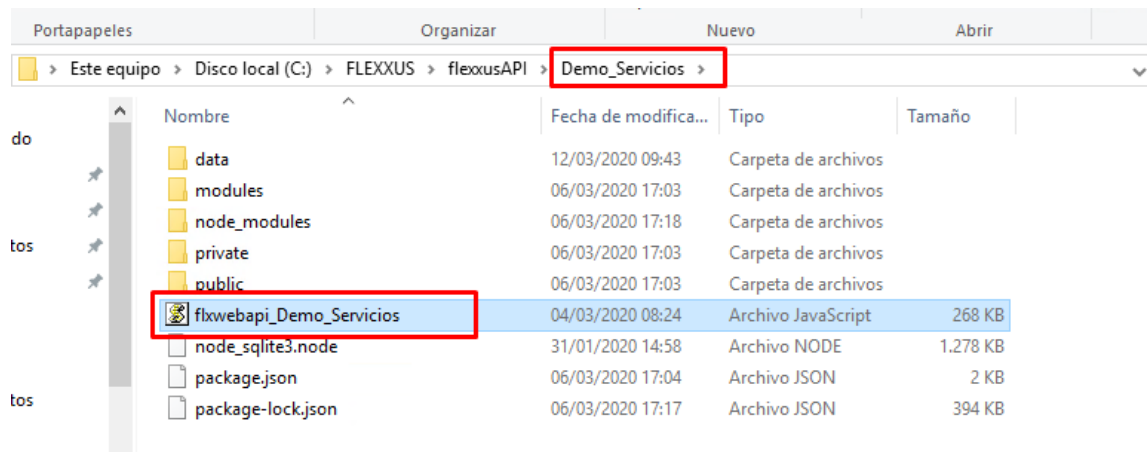 Portapapeles Organizar Nuevo Abrir
> Este equipo > Disco local (C:) > FLEXXUS > flexxusAPI > Demo_Servicios >
Nombre Fecha de modifica... Tipo Tamaño
do
data 12/03/2020 09:43 Carpeta de archivos
modules 06/03/2020 17:03 Carpeta de archivos
node_modules 06/03/2020 17:18 Carpeta de archivos
tos
private 06/03/2020 17:03 Carpeta de archivos
public 06/03/2020 17:03 Carpeta de archivos
flxwebapi_Demo_Servicios 04/03/2020 08:24 Archivo JavaScript 268 KB
node_sqlite3.node 31/01/2020 14:58 Archivo NODE 1.278 KB
package.json 06/03/2020 17:04 Archivo JSON 2 KB
tos
package-lock.json 06/03/2020 17:17 Archivo JSON 394 KB